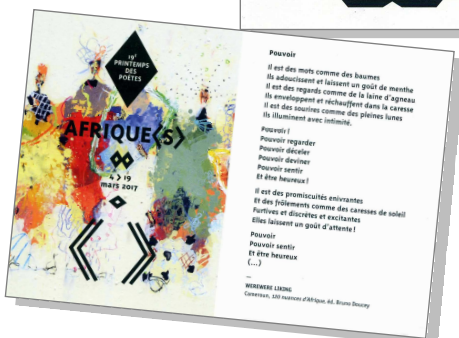 19e
PRINTEMPS
DES
POÈTES
AFRIQUE(S)
4 > 19
mars 2017
Pouvoir
Il est des mots comme des baumes
Ils adoucissent et laissent un goût de menthe
Il est des regards comme de la laine d'agneau
Ils enveloppent et réchauffent dans la caresse
Il est des sourires comme des pleines lunes
Ils illuminent avec intimité.
Pouvoir !
Pouvoir regarder
Pouvoir déceler
Pouvoir deviner
Pouvoir sentir
Et être heureux !
Il est des promiscuités enivrantes
Et des frôlements comme des caresses de soleil
Furtives et discrètes et excitantes
Elles laissent un goût d'attente !
Pouvoir
Pouvoir sentir
Et être heureux
(...)
—
WEREWERE LIKING
Cameroun, 100 nuances d'Afrique, éd. Bruno Doucey